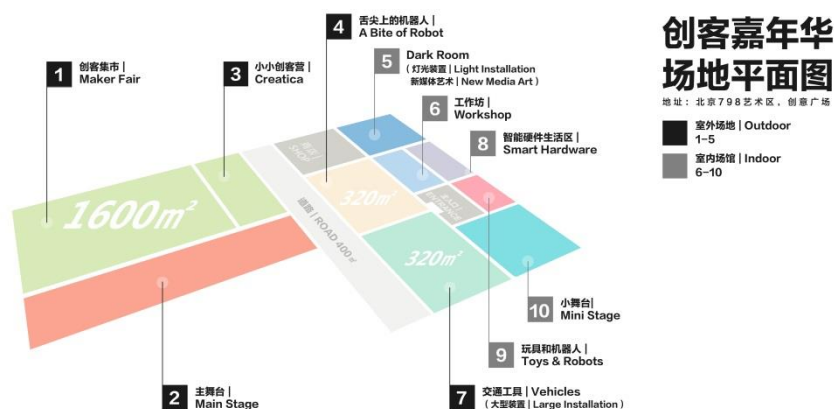 创客嘉年华
场地平面图
地址：北京798艺术区，创意广场
室外场地 | Outdoor
1-5
室内场馆 | Indoor
6-10
1
创客集市 |
Maker Fair
3
小小创客营 |
Creatica
4
舌尖上的机器人 |
A Bite of Robot
5
Dark Room
（灯光装置 | Light Installation
新媒体艺术 | New Media Art）
6
工作坊 |
Workshop
8
智能硬件生活区 |
Smart Hardware
商店 |
SHOP
1600m²
320m²
入口 |
ENTRANCE
道路 | ROAD 400㎡
320m²
10
小舞台 |
Mini Stage
9
玩具和机器人 |
Toys & Robots
2
主舞台 |
Main Stage
7
交通工具 | Vehicles
（大型装置 | Large Installation）